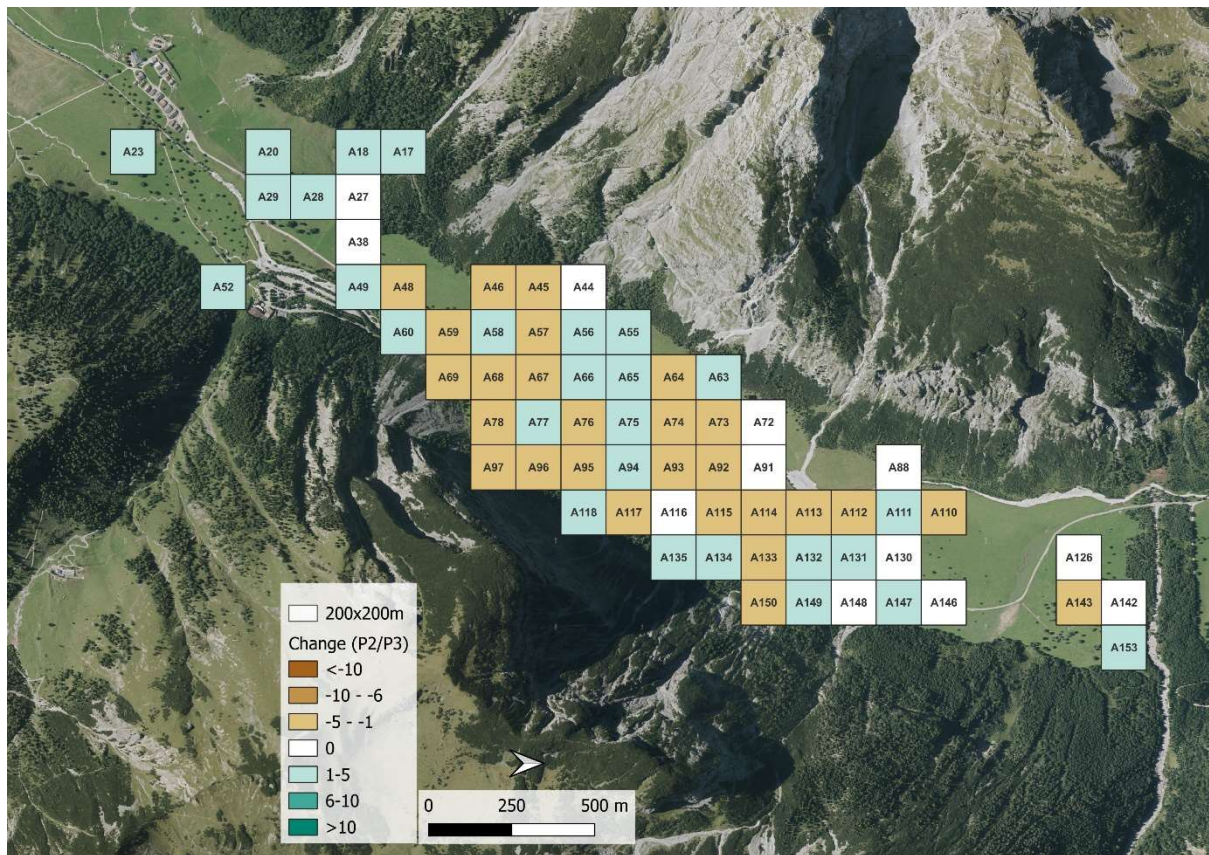 A23 A20 A18 A17
A29 A28 A27
A38
A52 A49 A48 A46 A45 A44
A60 A59 A58 A57 A56 A55
A69 A68 A67 A66 A65 A64 A63
A78 A77 A76 A75 A74 A73 A72
A97 A96 A95 A94 A93 A92 A91 A88
A118 A117 A116 A115 A114 A113 A112 A111 A110
A135 A134 A133 A132 A131 A130 A126
A150 A149 A148 A147 A146 A143 A142
A153
200x200m
Change (P2/P3)
<-10
-10 - -6
-5 - -1
0
1-5
6-10
>10
0 250 500 m